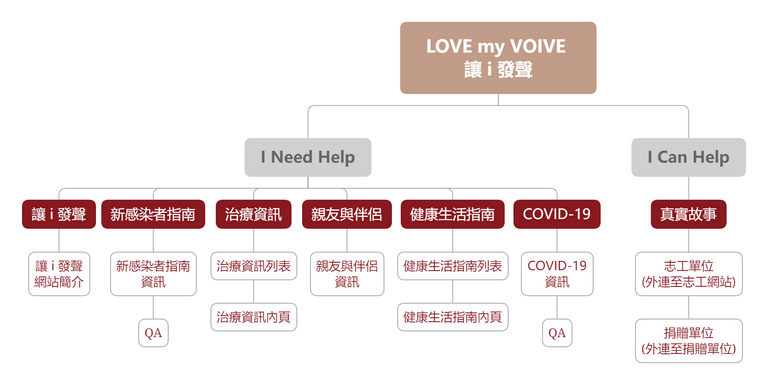 LOVE my VOIVE
讓 i 發聲
I Need Help
I Can Help
讓 i 發聲
新感染者指南
治療資訊
親友與伴侶
健康生活指南
COVID-19
真實故事
讓 i 發聲
網站簡介
新感染者指南
資訊
治療資訊列表
親友與伴侶
資訊
健康生活指南列表
COVID-19
資訊
志工單位
(外連至志工網站)
QA
治療資訊內頁
健康生活指南內頁
QA
捐贈單位
(外連至捐贈單位)